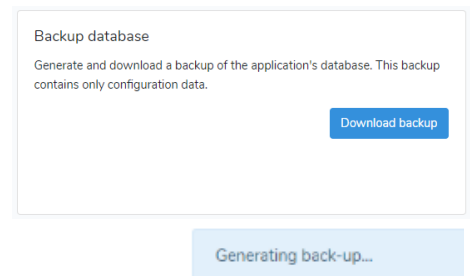 Backup database
Generate and download a backup of the application's database. This backup
contains only configuration data.
Download backup
Generating back-up...